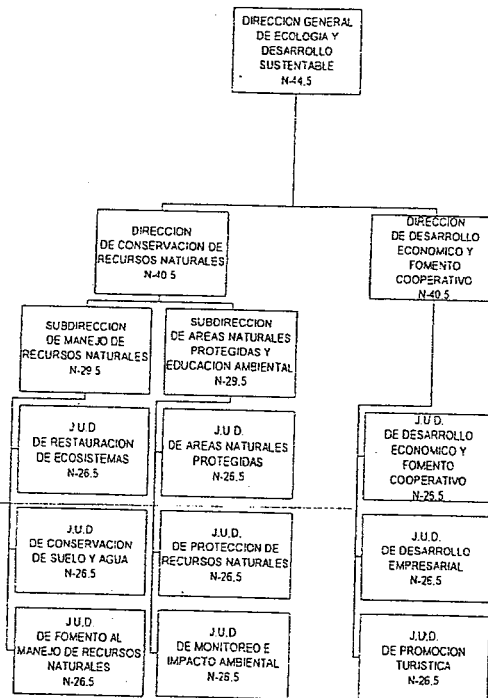 DIRECCION GENERAL
DE ECOLOGIA Y
DESARROLLO
SUSTENTABLE
N-44.5
DIRECCION
DE CONSERVACION DE
RECURSOS NATURALES
N-40.5
DIRECCION
DE DESARROLLO
ECONOMICO Y
FOMENTO
COOPERATIVO
N-40.5
SUBDIRECCION
DE MANEJO DE
RECURSOS NATURALES
N-29.5
SUBDIRECCION
DE AREAS NATURALES
PROTEGIDAS Y
EDUCACION AMBIENTAL
N-29.5
J.U.D
DE RESTAURACION
DE ECOSISTEMAS
N-26.5
J.U.D.
DE AREAS NATURALES
PROTEGIDAS
N-26.5
J.U.D.
DE DESARROLLO
ECONOMICO Y
FOMENTO
COOPERATIVO
N-26.5
J.U.D
DE CONSERVACION
DE SUELO Y AGUA
N-26.5
J.U.D.
DE PROTECCION DE
RECURSOS NATURALES
N-26.5
J.U.D.
DE DESARROLLO
EMPRESARIAL
N-26.5
J.U.D.
DE FOMENTO AL
MANEJO DE RECURSOS
NATURALES
N-26.5
J.U.D
DE MONITOREO E
IMPACTO AMBIENTAL
N-26.5
J.U.D.
DE PROMOCION
TURISTICA
N-26.5